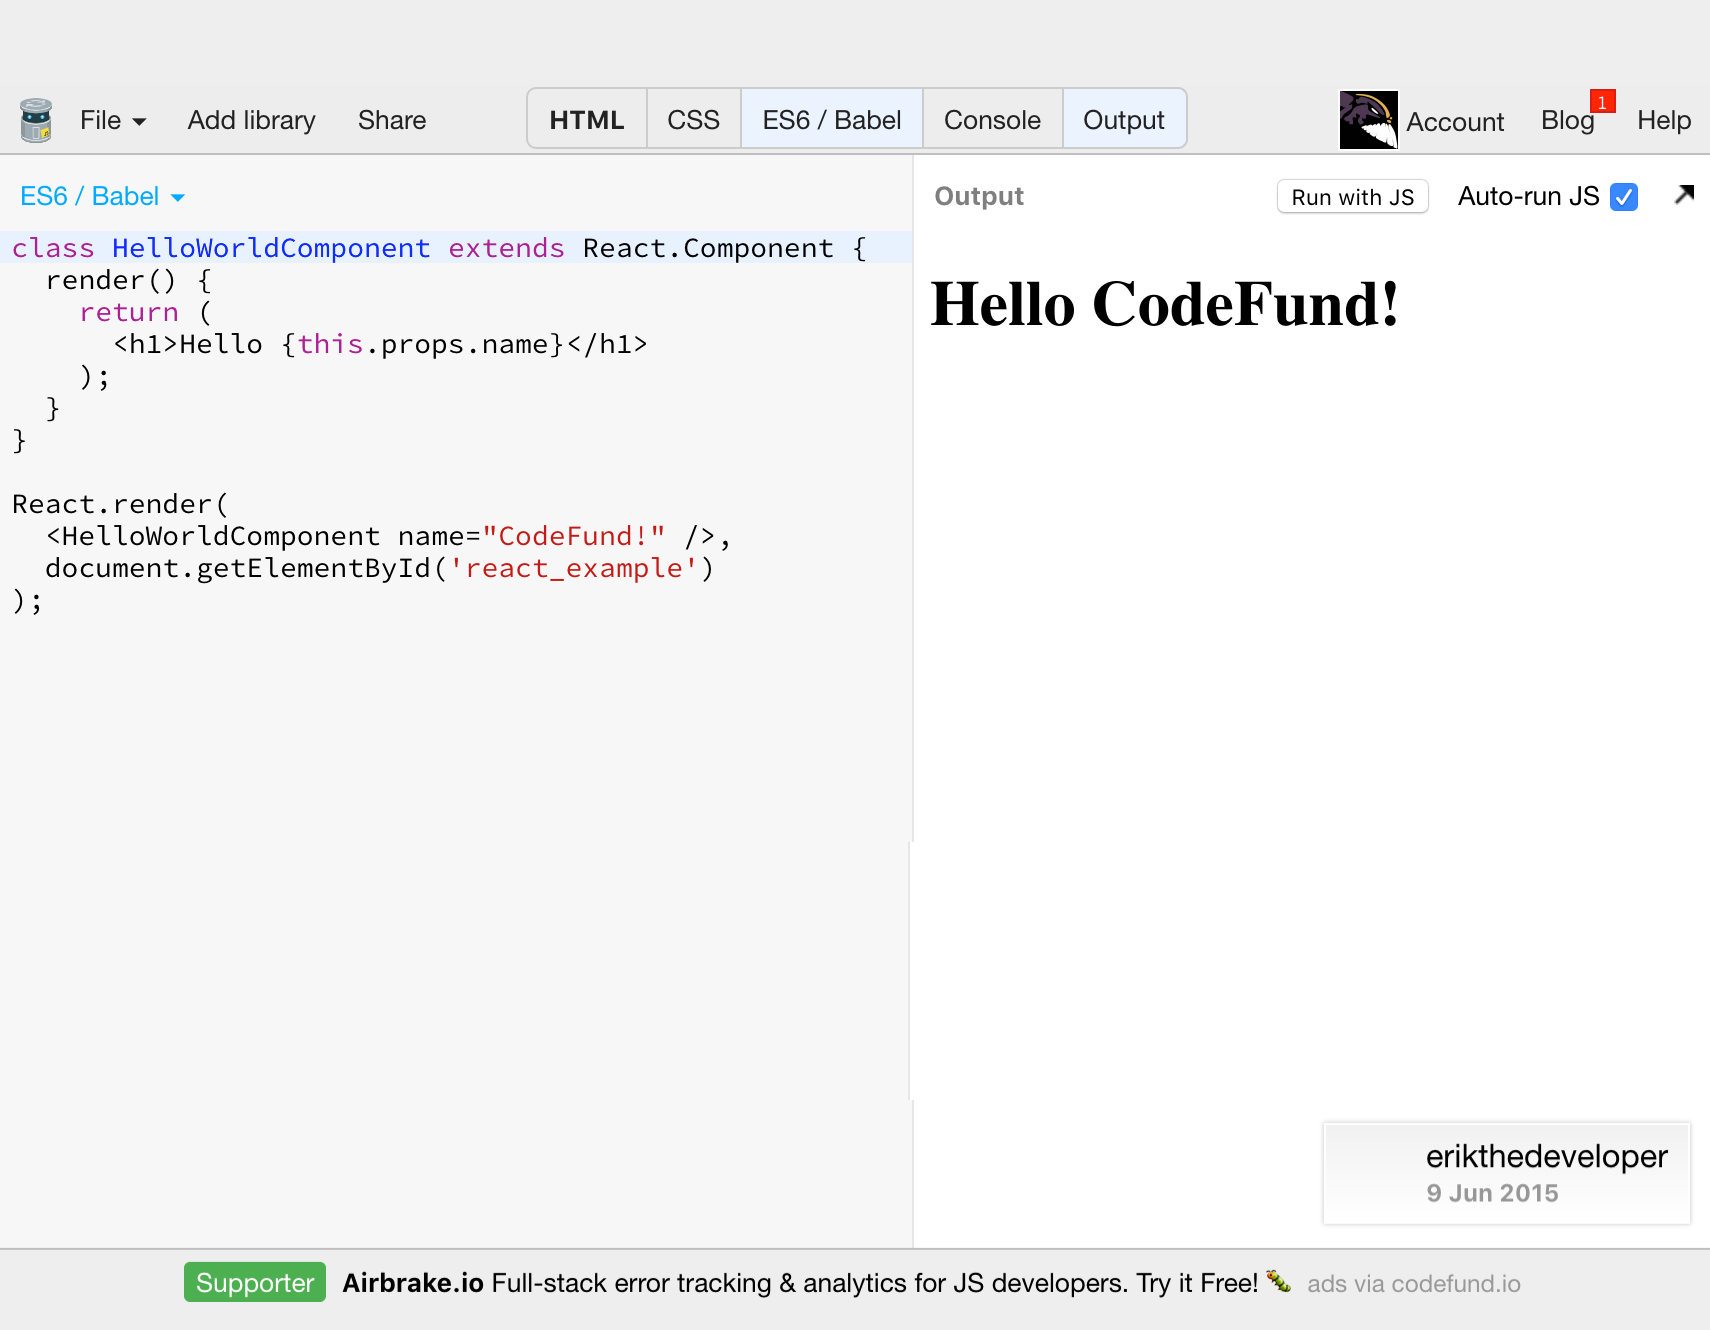 File Add library Share HTML CSS ES6 / Babel Console Output Account Blog 1 Help
ES6 / Babel
class HelloWorldComponent extends React.Component {
  render() {
    return (
      <h1>Hello {this.props.name}</h1>
    );
  }
}

React.render(
  <HelloWorldComponent name="CodeFund!" />,
  document.getElementById('react_example')
);
Output Run with JS Auto-run JS
Hello CodeFund!
erikthedeveloper
9 Jun 2015
Supporter Airbrake.io Full-stack error tracking & analytics for JS developers. Try it Free! 🐛 ads via codefund.io